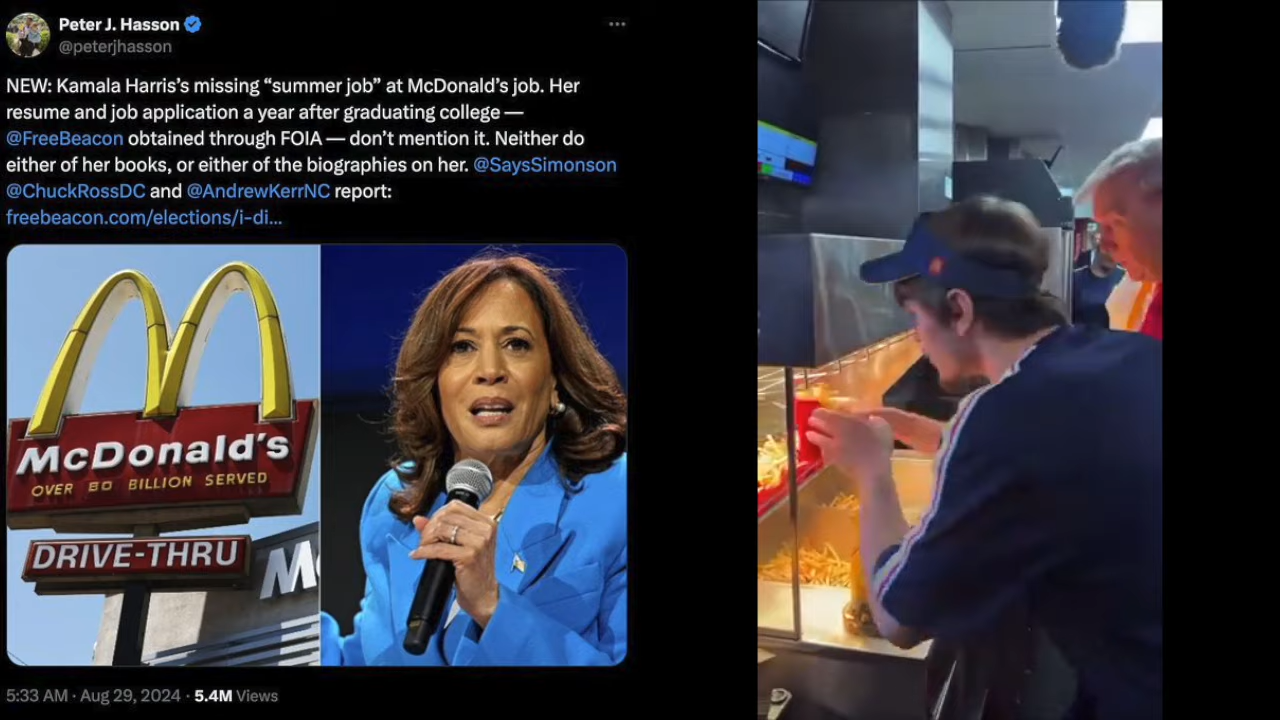 Peter J. Hasson
@peterjhasson
NEW: Kamala Harris’s missing “summer job” at McDonald’s job. Her
resume and job application a year after graduating college —
@FreeBeacon obtained through FOIA — don’t mention it. Neither do
either of her books, or either of the biographies on her. @SaysSimonson
@ChuckRossDC and @AndrewKerrNC report:
freebeacon.com/elections/i-di...
McDonald's
OVER 80 BILLION SERVED
DRIVE-THRU
M
5:33 AM · Aug 29, 2024 · 5.4M Views